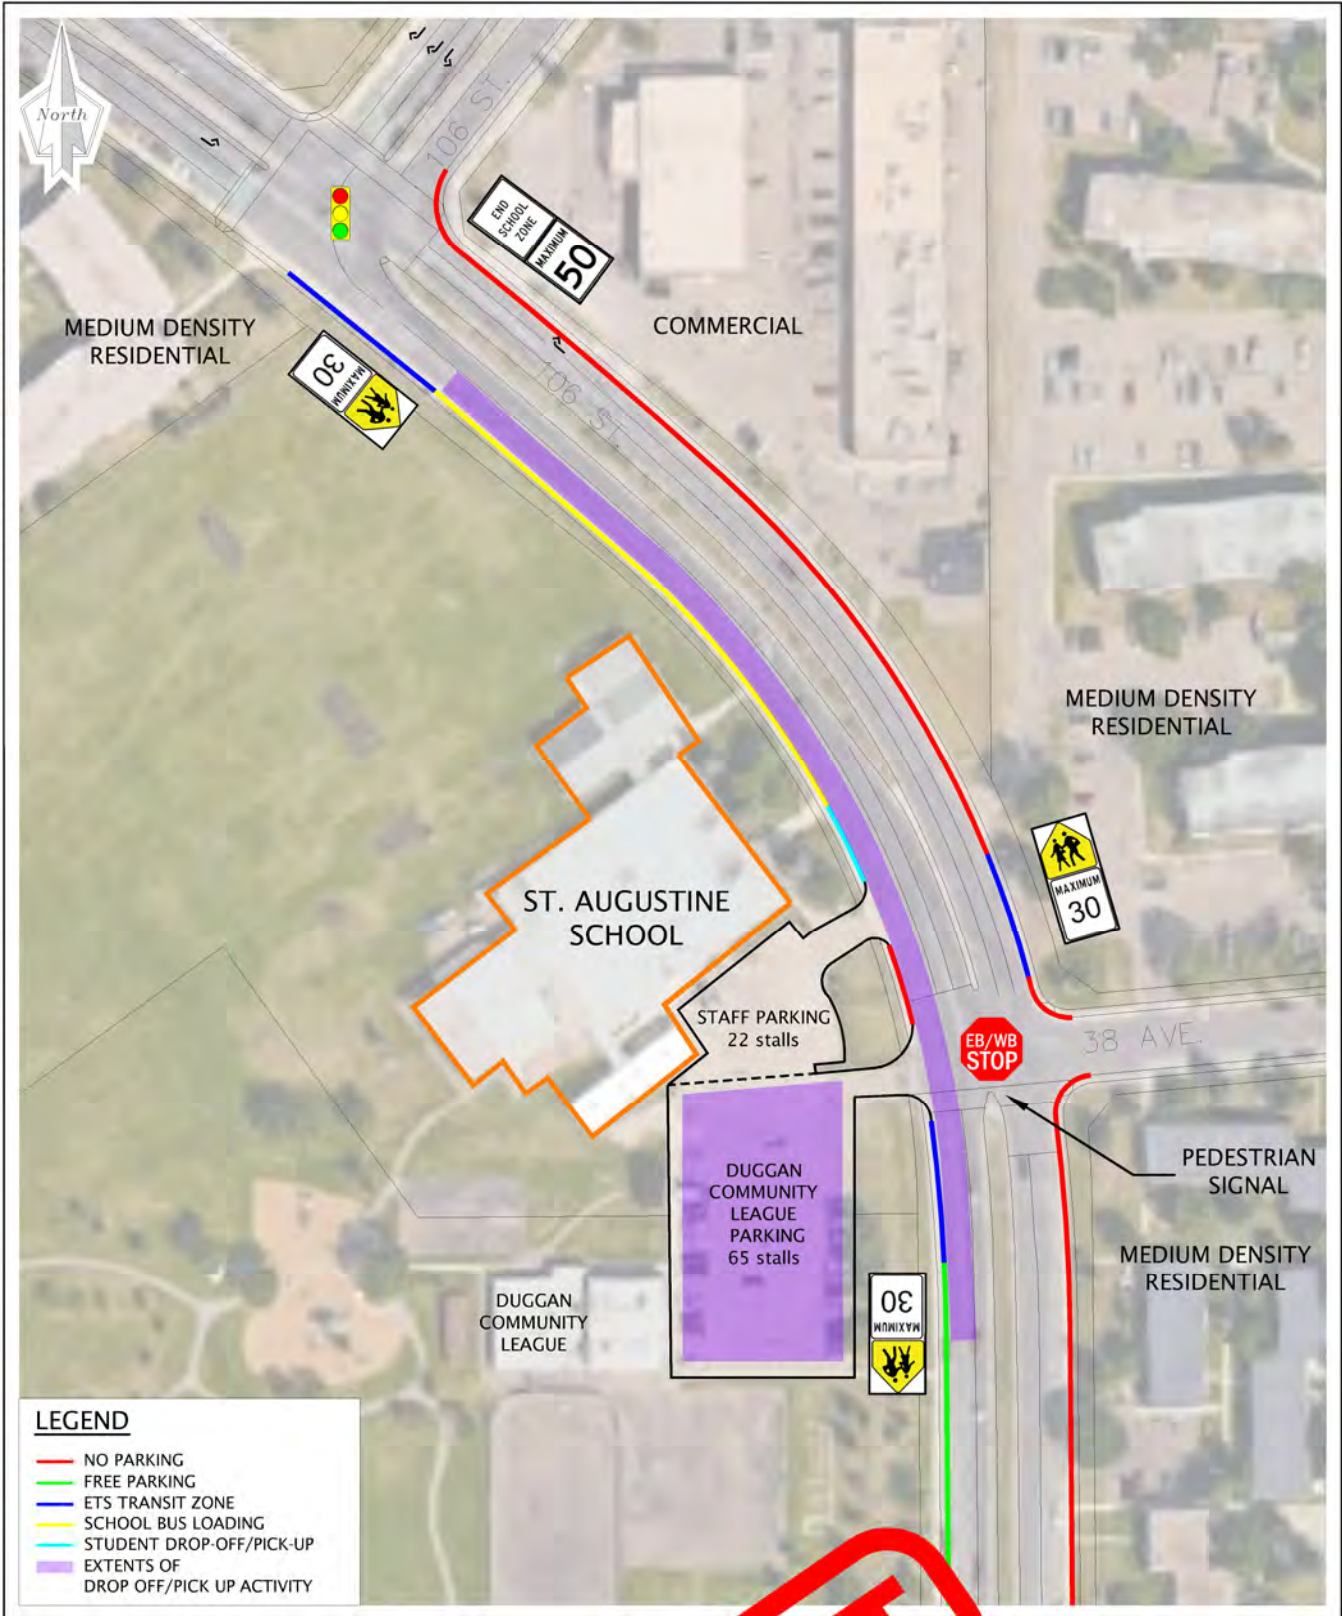 North
106 ST.
END
SCHOOL
ZONE
MAXIMUM
50
MEDIUM DENSITY
RESIDENTIAL
COMMERCIAL
MAXIMUM
30
106 ST.
MEDIUM DENSITY
RESIDENTIAL
MAXIMUM
30
ST. AUGUSTINE
SCHOOL
STAFF PARKING
22 stalls
EB/WB
STOP
38 AVE.
PEDESTRIAN
SIGNAL
DUGGAN
COMMUNITY
LEAGUE
PARKING
65 stalls
MEDIUM DENSITY
RESIDENTIAL
MAXIMUM
30
DUGGAN
COMMUNITY
LEAGUE
LEGEND
NO PARKING
FREE PARKING
ETS TRANSIT ZONE
SCHOOL BUS LOADING
STUDENT DROP-OFF/PICK-UP
EXTENTS OF
DROP OFF/PICK UP ACTIVITY